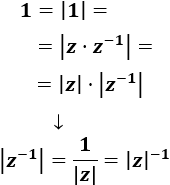 1 = |1| =
= |z · z⁻¹| =
= |z| · |z⁻¹|
↓
|z⁻¹| = 1/|z| = |z|⁻¹